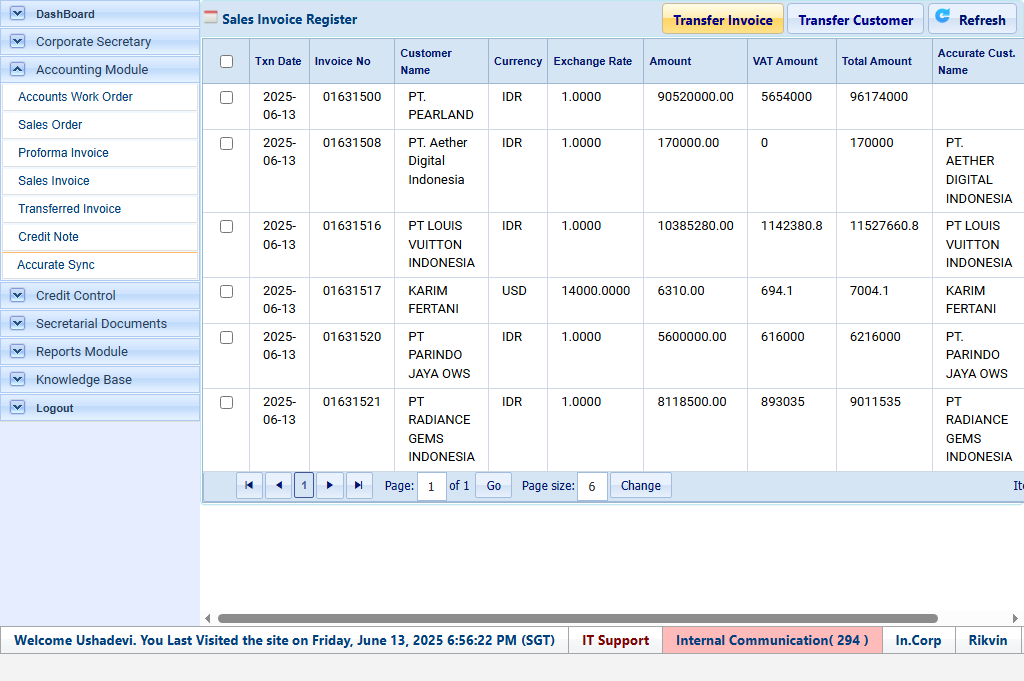 DashBoard
Corporate Secretary
Accounting Module
Accounts Work Order
Sales Order
Proforma Invoice
Sales Invoice
Transferred Invoice
Credit Note
Accurate Sync
Credit Control
Secretarial Documents
Reports Module
Knowledge Base
Logout
Sales Invoice Register
Transfer Invoice Transfer Customer Refresh
Txn Date Invoice No Customer Name Currency Exchange Rate Amount VAT Amount Total Amount Accurate Cust. Name
2025-06-13 01631500 PT. PEARLAND IDR 1.0000 90520000.00 5654000 96174000
2025-06-13 01631508 PT. Aether Digital Indonesia IDR 1.0000 170000.00 0 170000 PT. AETHER DIGITAL INDONESIA
2025-06-13 01631516 PT LOUIS VUITTON INDONESIA IDR 1.0000 10385280.00 1142380.8 11527660.8 PT LOUIS VUITTON INDONESIA
2025-06-13 01631517 KARIM FERTANI USD 14000.0000 6310.00 694.1 7004.1 KARIM FERTANI
2025-06-13 01631520 PT PARINDO JAYA OWS IDR 1.0000 5600000.00 616000 6216000 PT. PARINDO JAYA OWS
2025-06-13 01631521 PT RADIANCE GEMS INDONESIA IDR 1.0000 8118500.00 893035 9011535 PT RADIANCE GEMS INDONESIA
1 Page: 1 of 1 Go Page size: 6 Change Ite
Welcome Ushadevi. You Last Visited the site on Friday, June 13, 2025 6:56:22 PM (SGT) IT Support Internal Communication( 294 ) In.Corp Rikvin